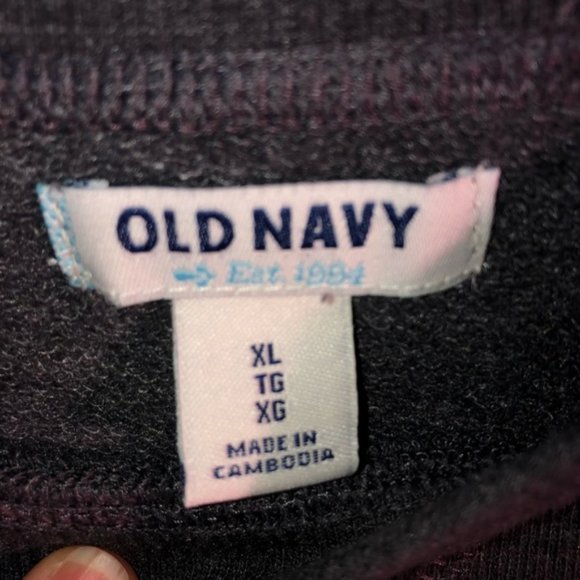 OLD NAVY
Est. 1994
XL
TG
XG
MADE IN
CAMBODIA